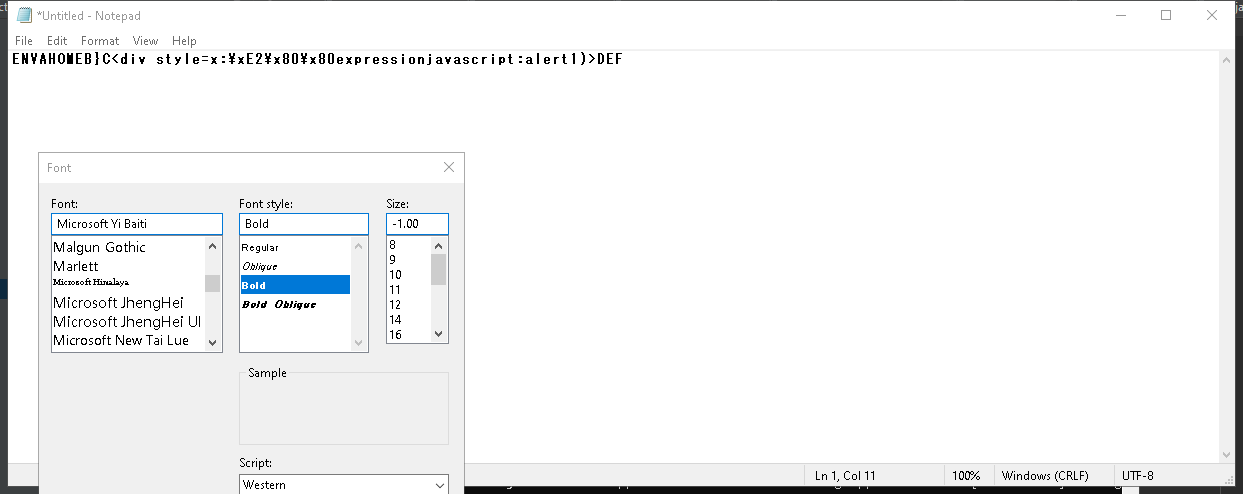 *Untitled - Notepad
File Edit Format View Help
ENVAHOWEB}C<div style=x:¥xE2¥x80¥x80expressionjavascript:alert1)>DEF
Font
Font: Font style: Size:
Microsoft Yi Baiti Bold -1.00
Malgun Gothic Regular 8
Marlett Oblique 9
Microsoft Himalaya Bold 10
Microsoft JhengHei Bold Oblique 11
Microsoft JhengHei UI 12
Microsoft New Tai Lue 14
16
Sample
Script:
Western
Ln 1, Col 11 100% Windows (CRLF) UTF-8